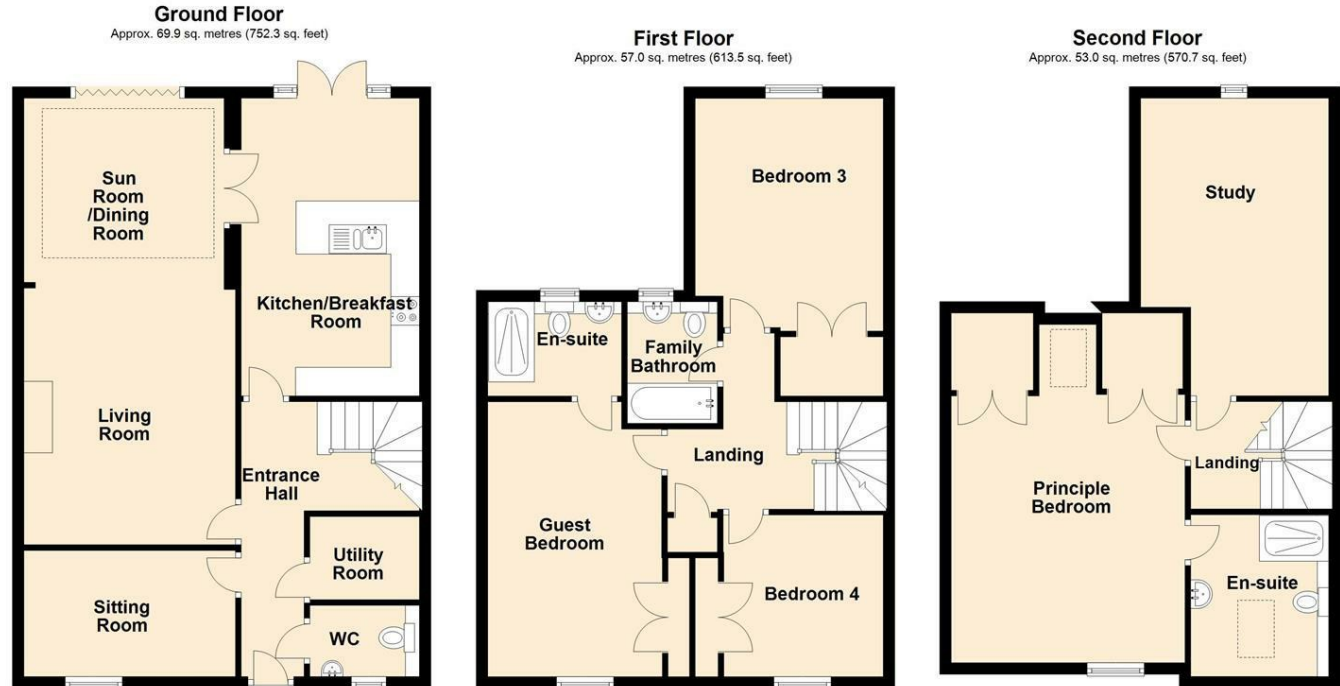 Ground Floor
Approx. 69.9 sq. metres (752.3 sq. feet)
Sun
Room
/Dining
Room
Kitchen/Breakfast
Room
Living
Room
Entrance
Hall
Utility
Room
Sitting
Room
WC
First Floor
Approx. 57.0 sq. metres (613.5 sq. feet)
Bedroom 3
En-suite
Family
Bathroom
Landing
Guest
Bedroom
Bedroom 4
Second Floor
Approx. 53.0 sq. metres (570.7 sq. feet)
Study
Landing
Principle
Bedroom
En-suite